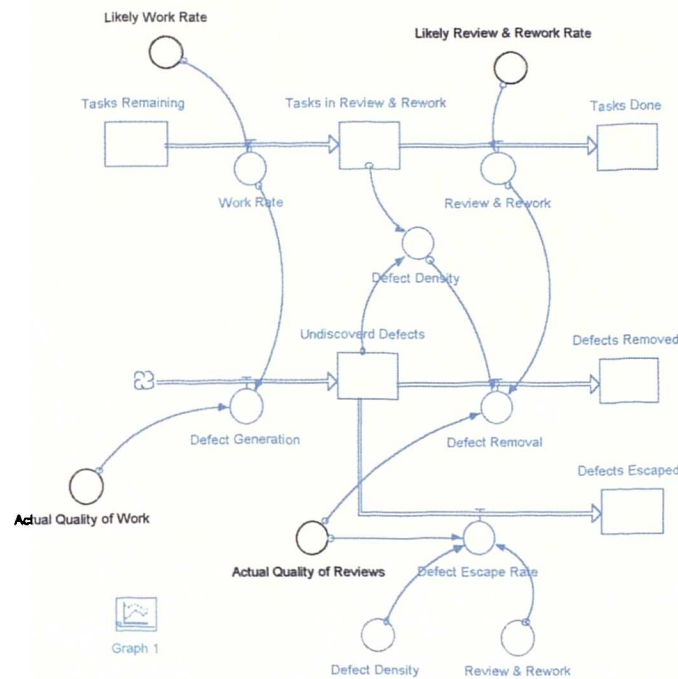 Likely Work Rate
Likely Review & Rework Rate
Tasks Remaining
Tasks in Review & Rework
Tasks Done
Work Rate
Review & Rework
Defect Density
Undiscoverd Defects
Defects Removed
Defect Generation
Defect Removal
Defects Escaped
Actual Quality of Work
Actual Quality of Reviews
Defect Escape Rate
Graph 1
Defect Density
Review & Rework